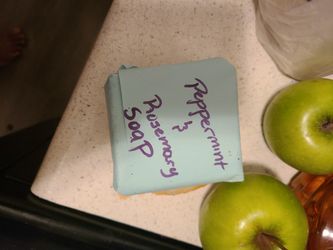 Peppermint
&
Rosemary
Soap